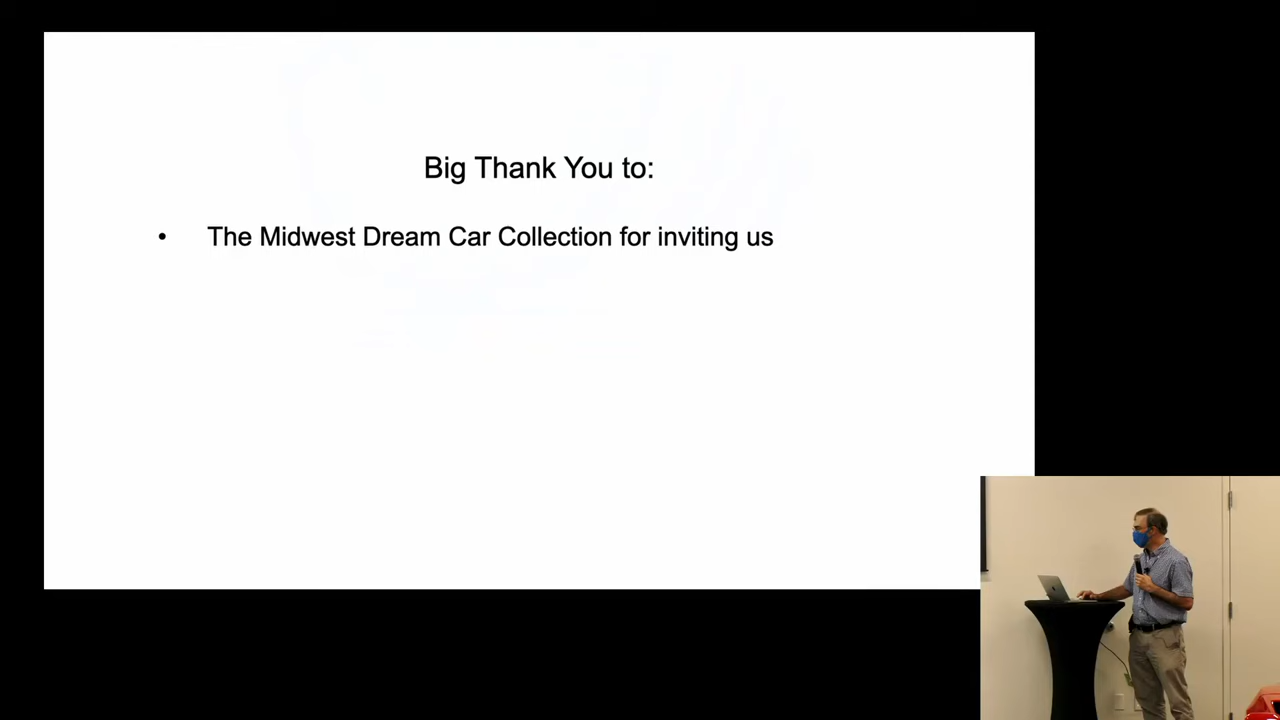 Big Thank You to:
• The Midwest Dream Car Collection for inviting us